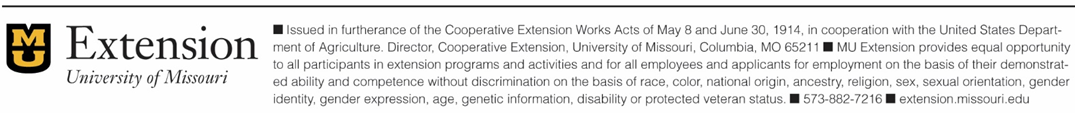 MU
Extension
University of Missouri
■ Issued in furtherance of the Cooperative Extension Works Acts of May 8 and June 30, 1914, in cooperation with the United States Depart-
ment of Agriculture. Director, Cooperative Extension, University of Missouri, Columbia, MO 65211 ■ MU Extension provides equal opportunity
to all participants in extension programs and activities and for all employees and applicants for employment on the basis of their demonstrat-
ed ability and competence without discrimination on the basis of race, color, national origin, ancestry, religion, sex, sexual orientation, gender
identity, gender expression, age, genetic information, disability or protected veteran status. ■ 573-882-7216 ■ extension.missouri.edu